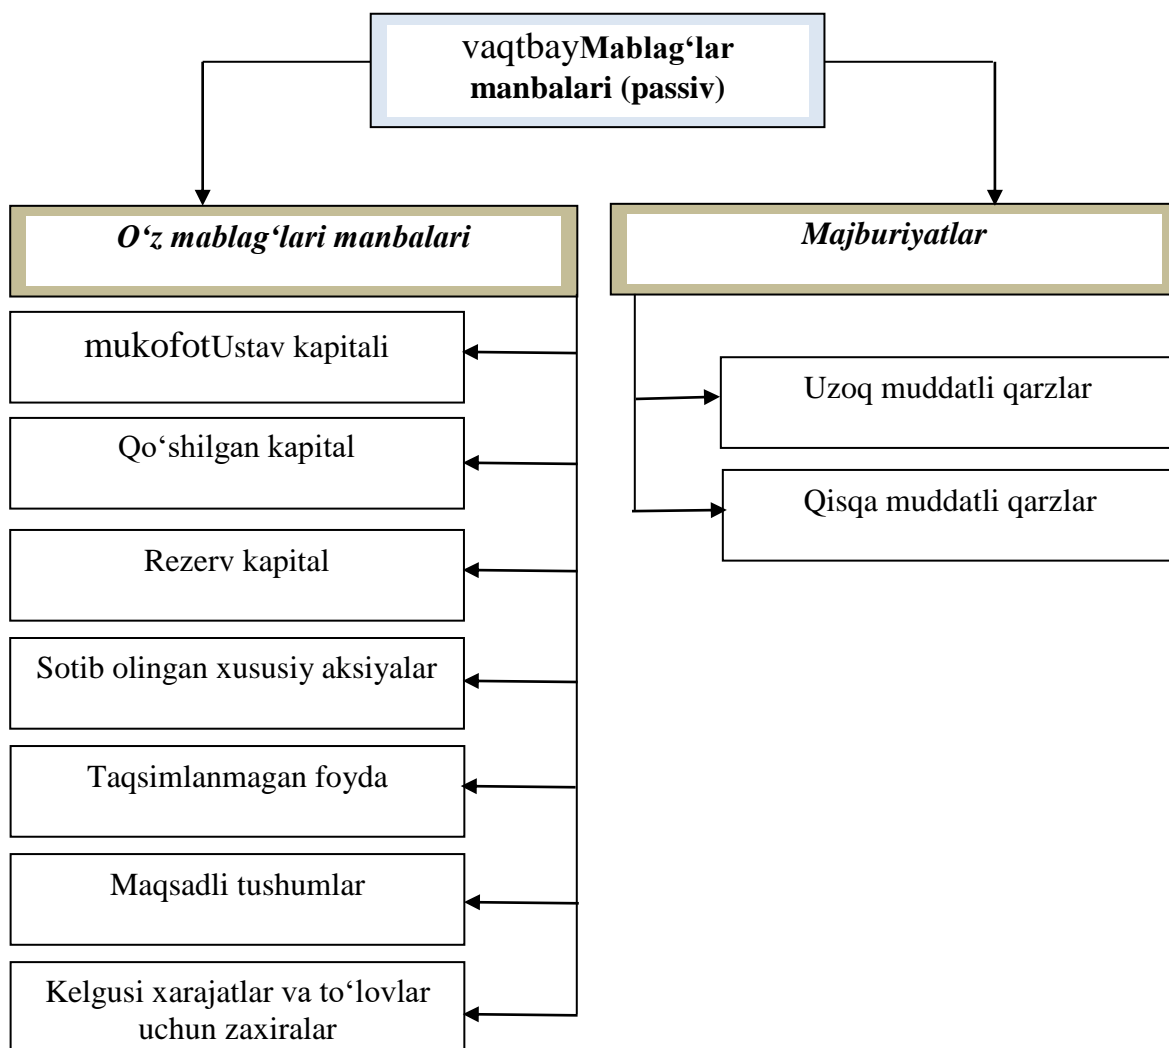 vaqtbayMablag‘lar
manbalari (passiv)
O‘z mablag‘lari manbalari
mukofotUstav kapitali
Qo‘shilgan kapital
Rezerv kapital
Sotib olingan xususiy aksiyalar
Taqsimlanmagan foyda
Maqsadli tushumlar
Kelgusi xarajatlar va to‘lovlar
uchun zaxiralar
Majburiyatlar
Uzoq muddatli qarzlar
Qisqa muddatli qarzlar